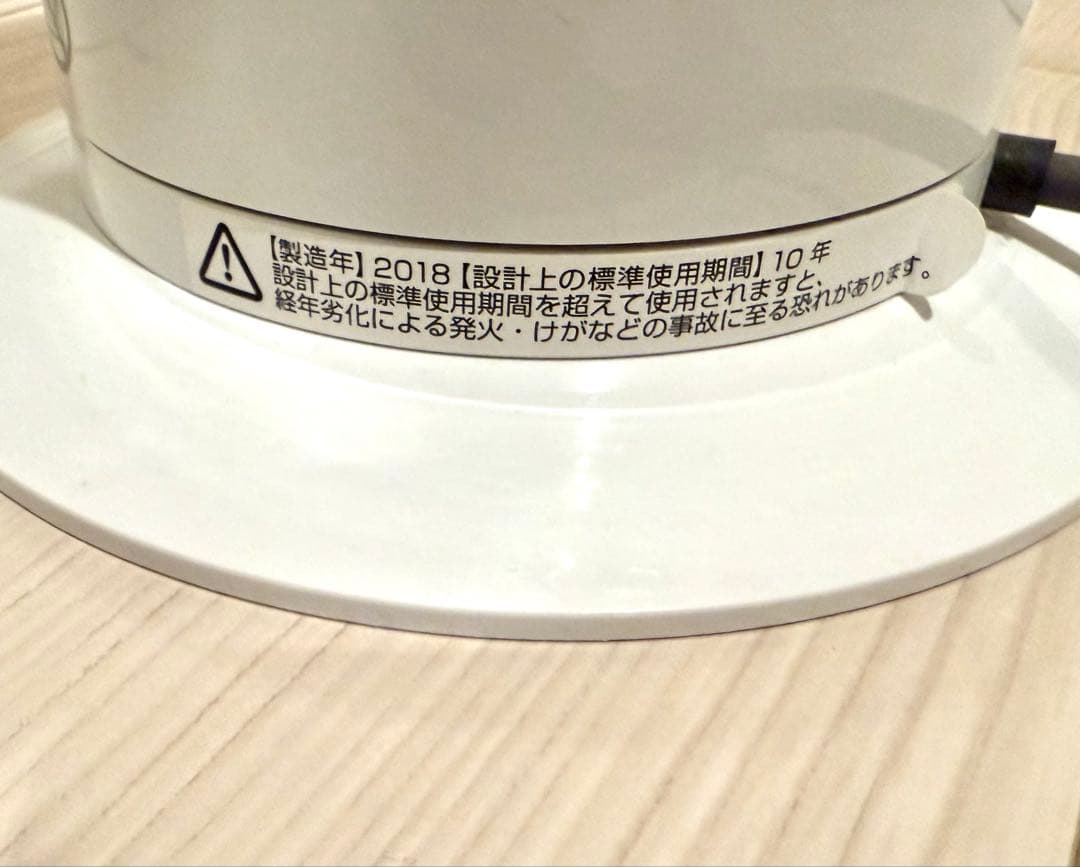 【製造年】2018【設計上の標準使用期間】10年
設計上の標準使用期間を超えて使用されますと、
経年劣化による発火・けがなどの事故に至る恐れがあります。